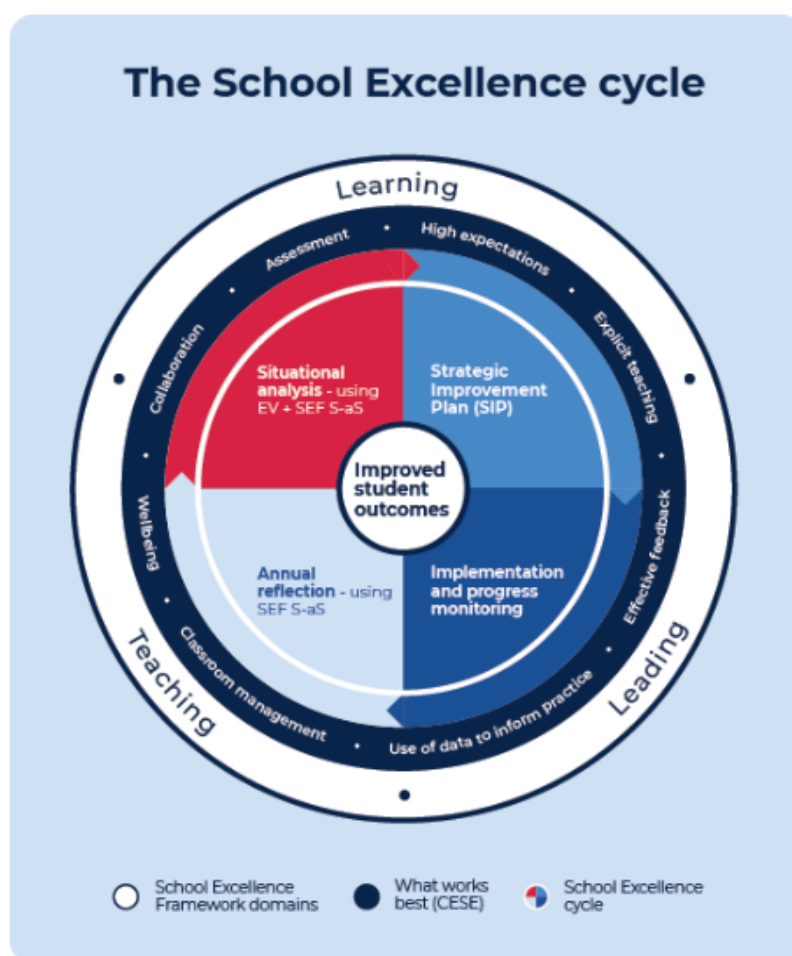 The School Excellence cycle
Learning
Assessment
High expectations
Collaboration
Explicit teaching
Situational
analysis - using
EV + SEF S-aS
Strategic
Improvement
Plan (SIP)
Improved
student
outcomes
Wellbeing
Effective feedback
Annual
reflection - using
SEF S-aS
Implementation
and progress
monitoring
Teaching
Classroom management
Use of data to inform practice
Leading
School Excellence
Framework domains
What works
best (CESE)
School Excellence
cycle